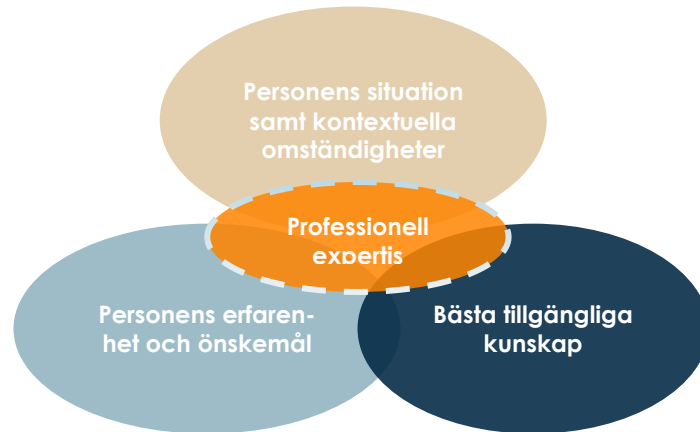 Personens situation
samt kontextuella
omständigheter
Professionell
expertis
Personens erfaren-
het och önskemål
Bästa tillgängliga
kunskap